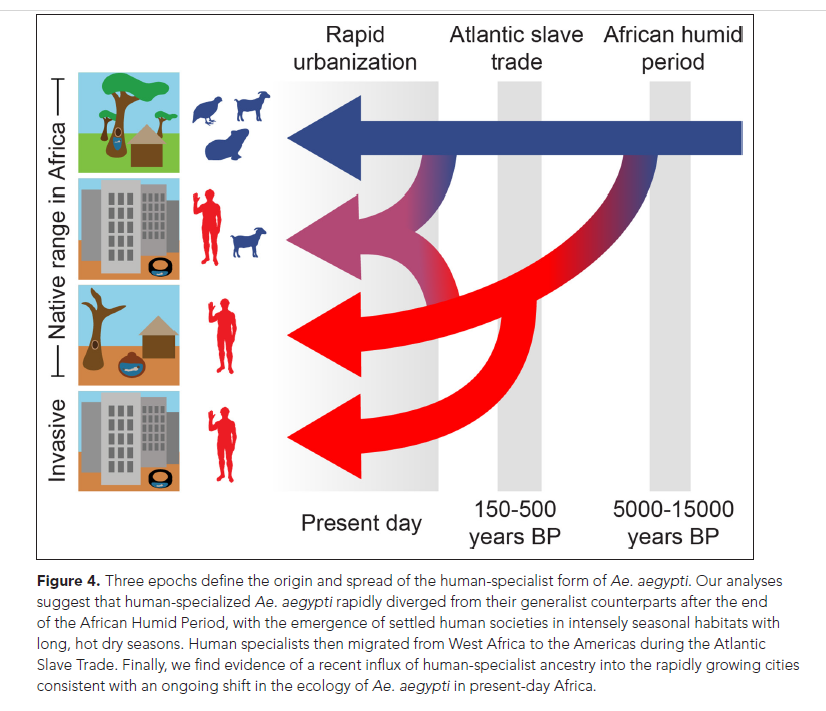 Rapid urbanization
Atlantic slave trade
African humid period
Native range in Africa
Invasive
Present day
150-500 years BP
5000-15000 years BP
Figure 4. Three epochs define the origin and spread of the human-specialist form of Ae. aegypti. Our analyses
suggest that human-specialized Ae. aegypti rapidly diverged from their generalist counterparts after the end
of the African Humid Period, with the emergence of settled human societies in intensely seasonal habitats with
long, hot dry seasons. Human specialists then migrated from West Africa to the Americas during the Atlantic
Slave Trade. Finally, we find evidence of a recent influx of human-specialist ancestry into the rapidly growing cities
consistent with an ongoing shift in the ecology of Ae. aegypti in present-day Africa.